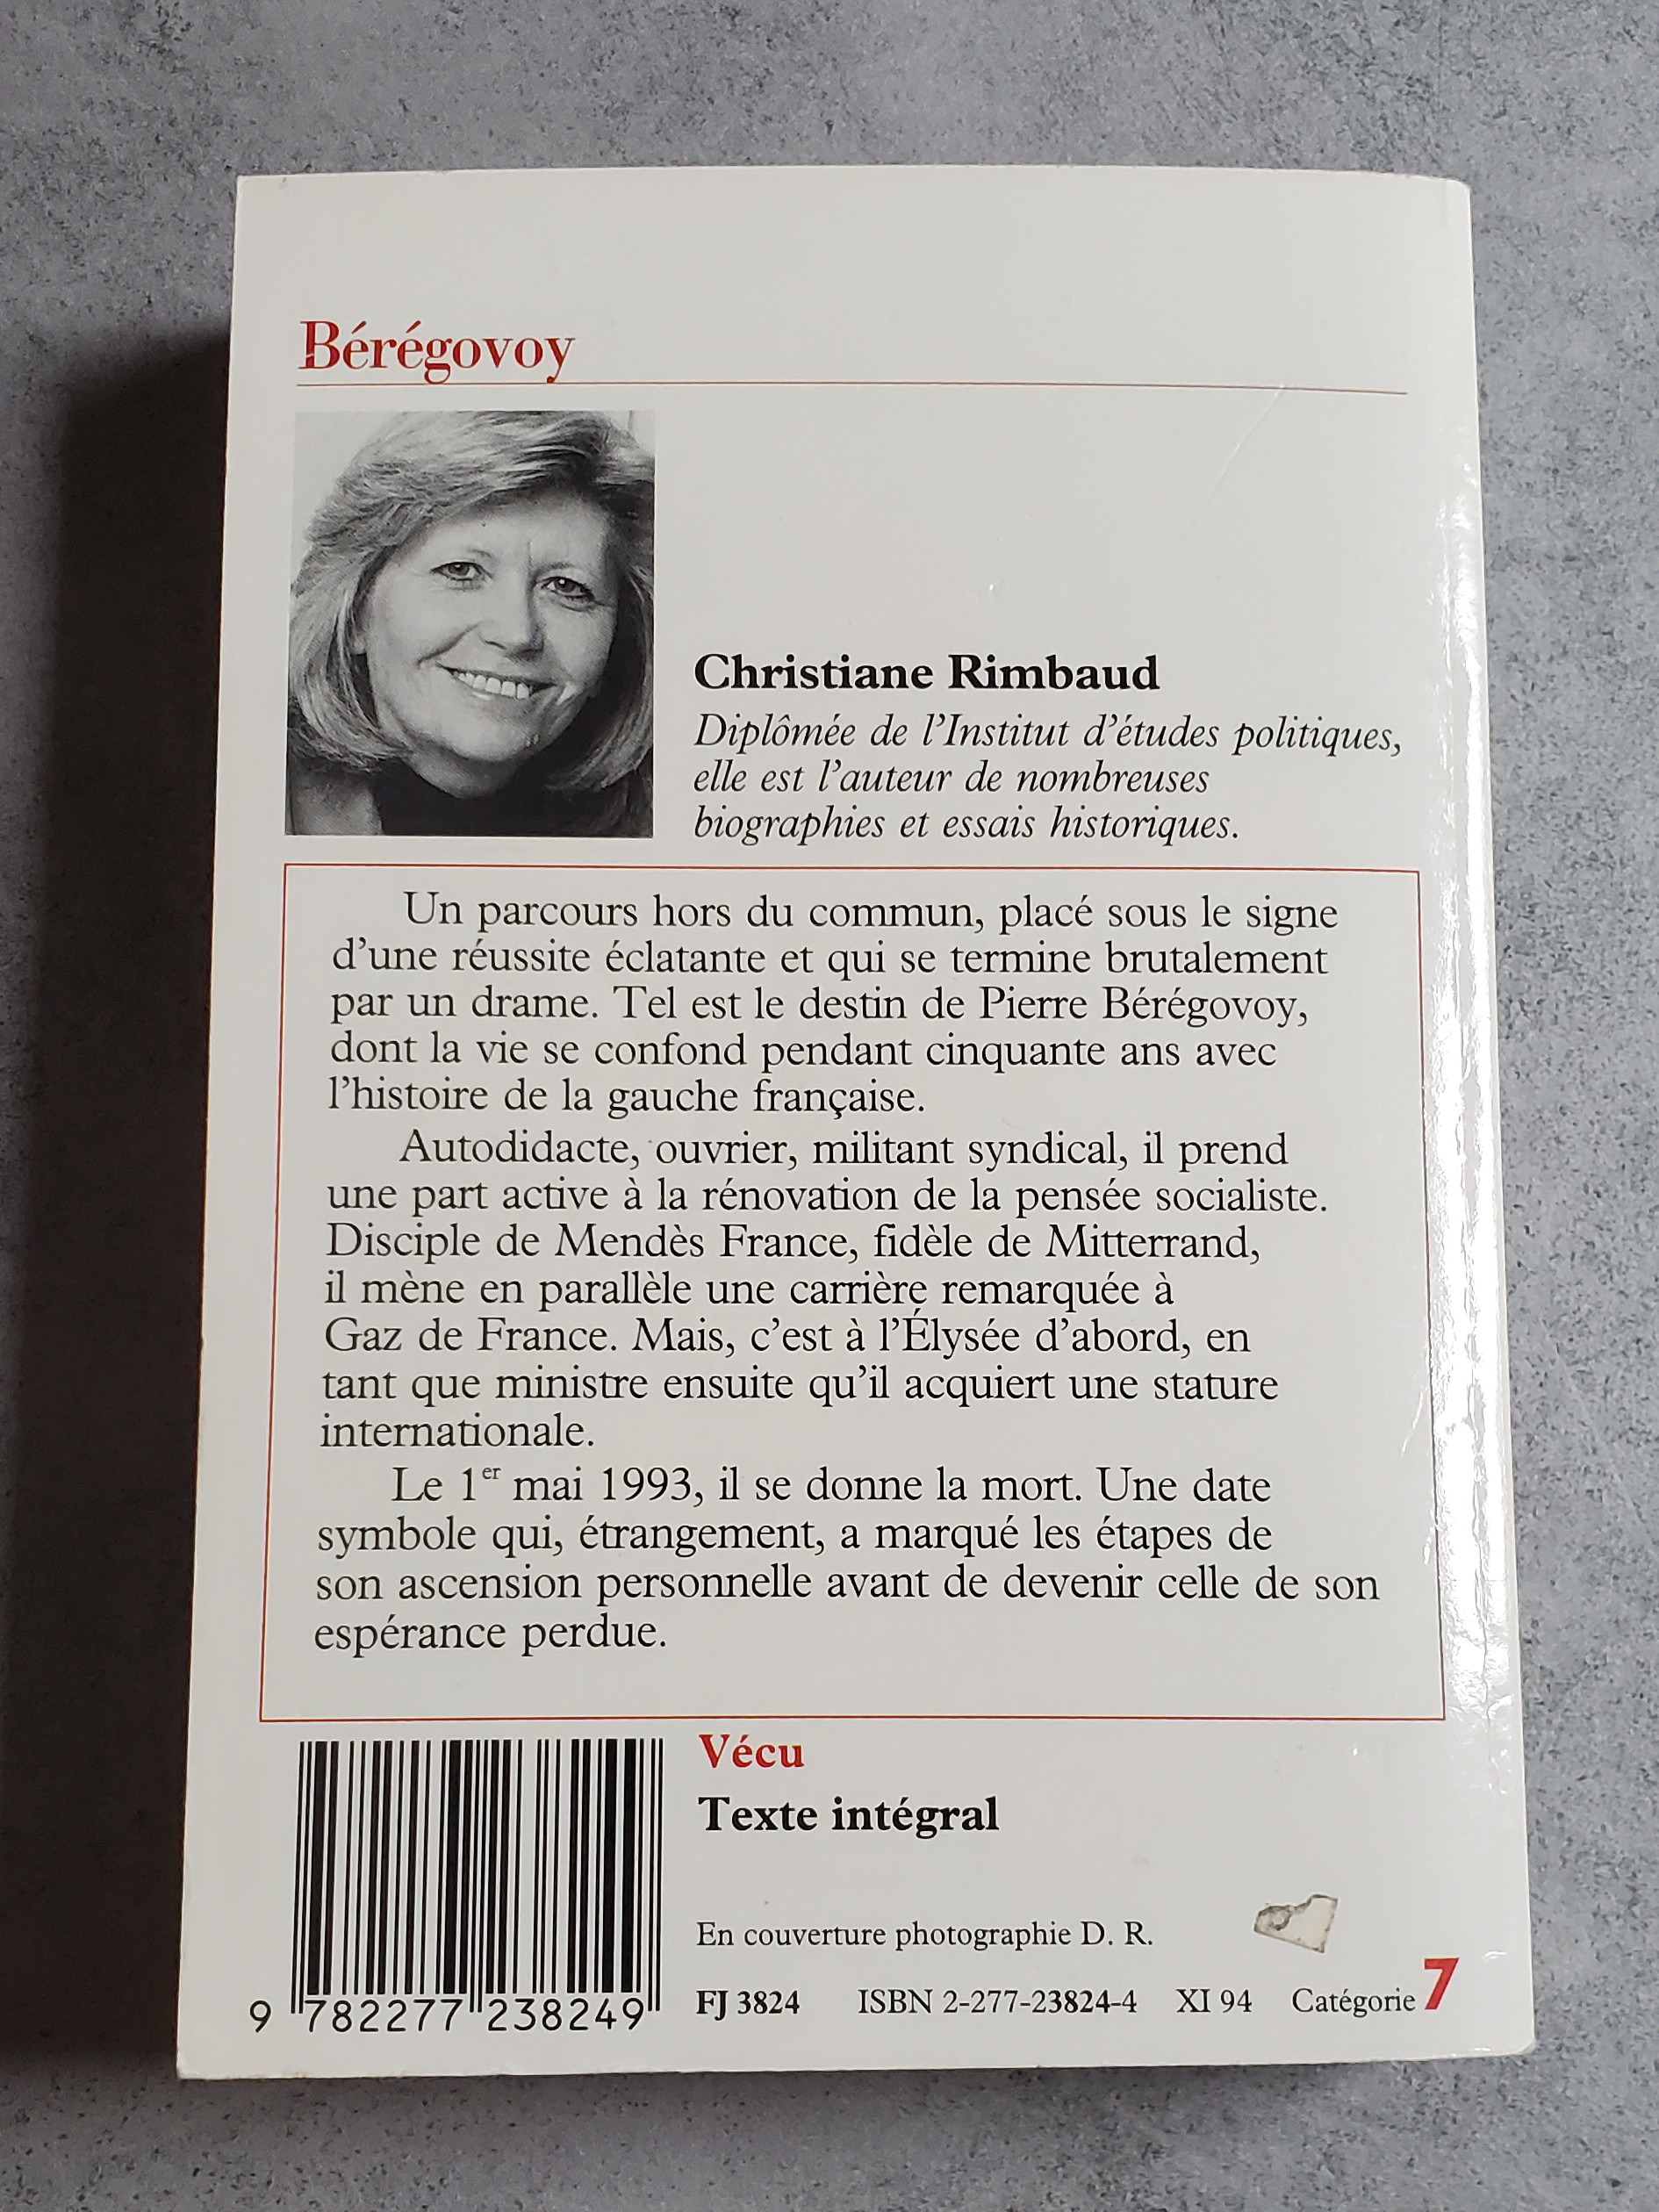 Bérégovoy
Christiane Rimbaud
Diplômée de l'Institut d'études politiques,
elle est l'auteur de nombreuses
biographies et essais historiques.
Un parcours hors du commun, placé sous le signe
d'une réussite éclatante et qui se termine brutalement
par un drame. Tel est le destin de Pierre Bérégovoy,
dont la vie se confond pendant cinquante ans avec
l'histoire de la gauche française.
Autodidacte, ouvrier, militant syndical, il prend
une part active à la rénovation de la pensée socialiste.
Disciple de Mendès France, fidèle de Mitterrand,
il mène en parallèle une carrière remarquée à
Gaz de France. Mais, c'est à l'Élysée d'abord, en
tant que ministre ensuite qu'il acquiert une stature
internationale.
Le 1er mai 1993, il se donne la mort. Une date
symbole qui, étrangement, a marqué les étapes de
son ascension personnelle avant de devenir celle de son
espérance perdue.
Vécu
Texte intégral
En couverture photographie D. R.
FJ 3824 ISBN 2-277-23824-4 XI 94 Catégorie 7
9 782277 238249